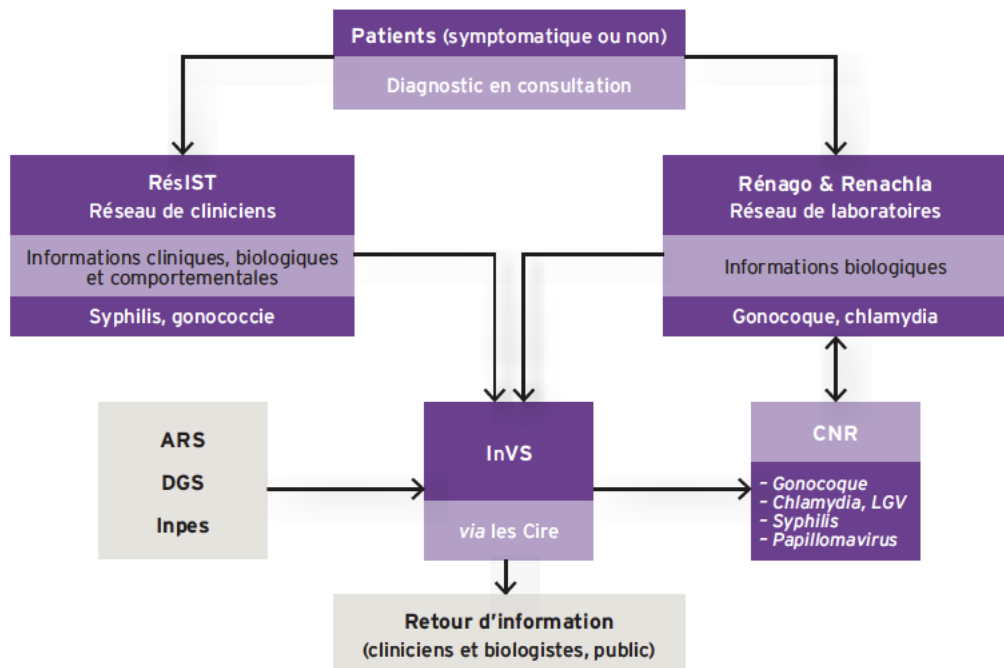 Patients (symptomatique ou non)
Diagnostic en consultation
RésIST
Réseau de cliniciens
Informations cliniques, biologiques
et comportementales
Syphilis, gonococcie
Rénago & Renachla
Réseau de laboratoires
Informations biologiques
Gonocoque, chlamydia
ARS
DGS
Inpes
InVS
via les Cire
CNR
- Gonocoque
- Chlamydia, LGV
- Syphilis
- Papillomavirus
Retour d'information
(cliniciens et biologistes, public)